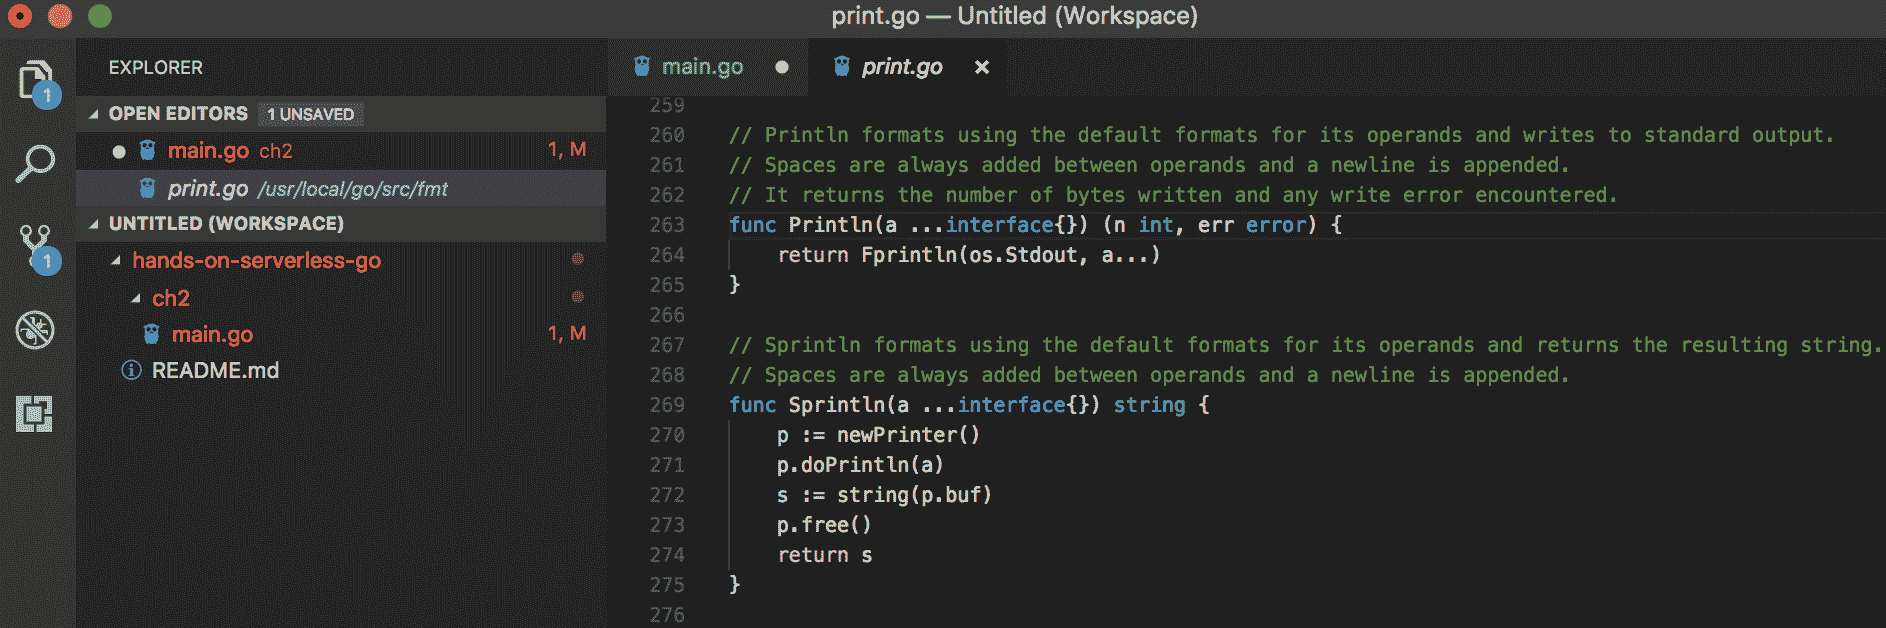 print.go — Untitled (Workspace)
EXPLORER
OPEN EDITORS 1 UNSAVED
main.go ch2 1, M
print.go /usr/local/go/src/fmt
UNTITLED (WORKSPACE)
hands-on-serverless-go
ch2
main.go 1, M
README.md
1
1
main.go
print.go
259
260 // Println formats using the default formats for its operands and writes to standard output.
261 // Spaces are always added between operands and a newline is appended.
262 // It returns the number of bytes written and any write error encountered.
263 func Println(a ...interface{}) (n int, err error) {
264     return Fprintln(os.Stdout, a...)
265 }
266
267 // Sprintln formats using the default formats for its operands and returns the resulting string.
268 // Spaces are always added between operands and a newline is appended.
269 func Sprintln(a ...interface{}) string {
270     p := newPrinter()
271     p.doPrintln(a)
272     s := string(p.buf)
273     p.free()
274     return s
275 }
276